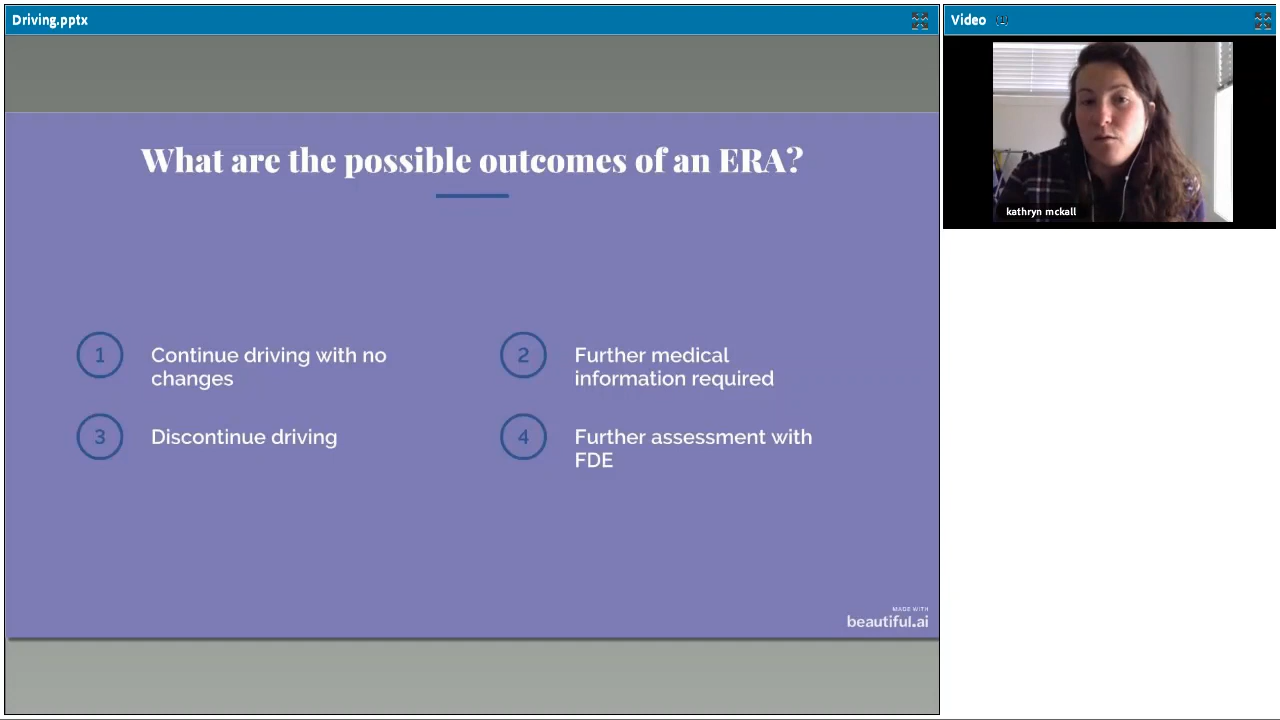 Driving.pptx
Video (1)
kathryn mckall
What are the possible outcomes of an ERA?
1
Continue driving with no
changes
2
Further medical
information required
3
Discontinue driving
4
Further assessment with
FDE
MADE WITH
beautiful.ai